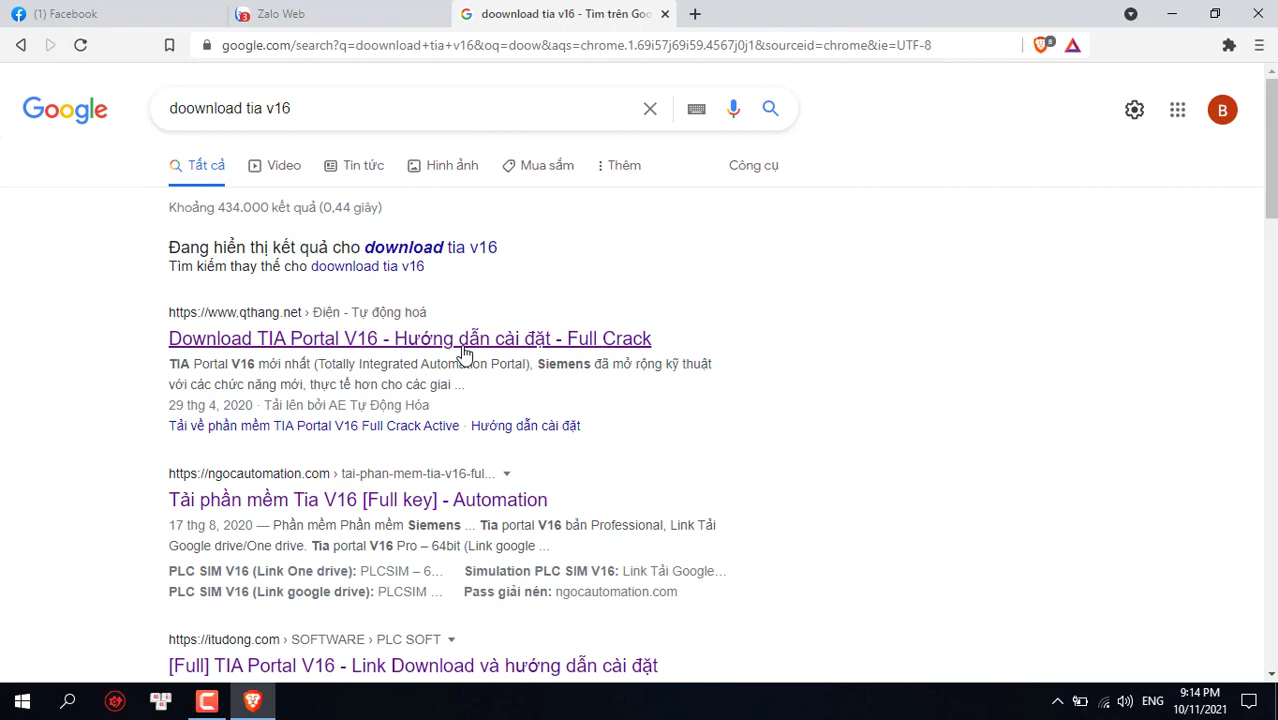 (1) Facebook
Zalo Web
doownload tia v16 - Tìm trên Goo
google.com/search?q=doownload+tia+v16&oq=doow&aqs=chrome.1.69i57j69i59.4567j0j1&sourceid=chrome&ie=UTF-8
8
Google
doownload tia v16
B
Tất cả
Video
Tin tức
Hình ảnh
Mua sắm
Thêm
Công cụ
Khoảng 434.000 kết quả (0,44 giây)
Đang hiển thị kết quả cho download tia v16
Tìm kiếm thay thế cho doownload tia v16
https://www.qthang.net › Điện - Tự động hoá
Download TIA Portal V16 - Hướng dẫn cài đặt - Full Crack
TIA Portal V16 mới nhất (Totally Integrated Automation Portal), Siemens đã mở rộng kỹ thuật
với các chức năng mới, thực tế hơn cho các giai ...
29 thg 4, 2020 · Tải lên bởi AE Tự Động Hóa
Tải về phần mềm TIA Portal V16 Full Crack Active · Hướng dẫn cài đặt
https://ngocautomation.com › tai-phan-mem-tia-v16-ful...
Tải phần mềm Tia V16 [Full key] - Automation
17 thg 8, 2020 — Phần mềm Phần mềm Siemens ... Tia portal V16 bản Professional, Link Tải
Google drive/One drive. Tia portal V16 Pro – 64bit (Link google ...
PLC SIM V16 (Link One drive): PLCSIM – 6...
Simulation PLC SIM V16: Link Tải Google...
PLC SIM V16 (Link google drive): PLCSIM ...
Pass giải nén: ngocautomation.com
https://itudong.com › SOFTWARE › PLC SOFT
[Full] TIA Portal V16 - Link Download và hướng dẫn cài đặt
ENG
9:14 PM
10/11/2021